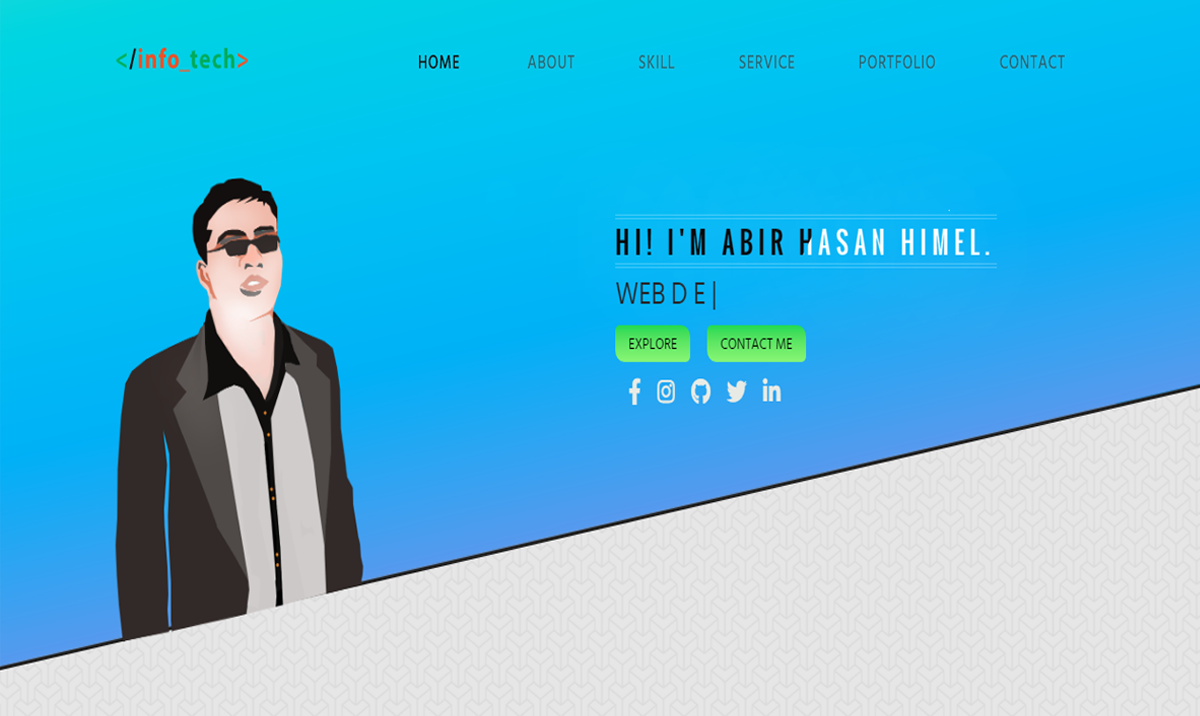 </info_tech>
HOME ABOUT SKILL SERVICE PORTFOLIO CONTACT
HI! I'M ABIR HASAN HIMEL.
WEB D E |
EXPLORE CONTACT ME